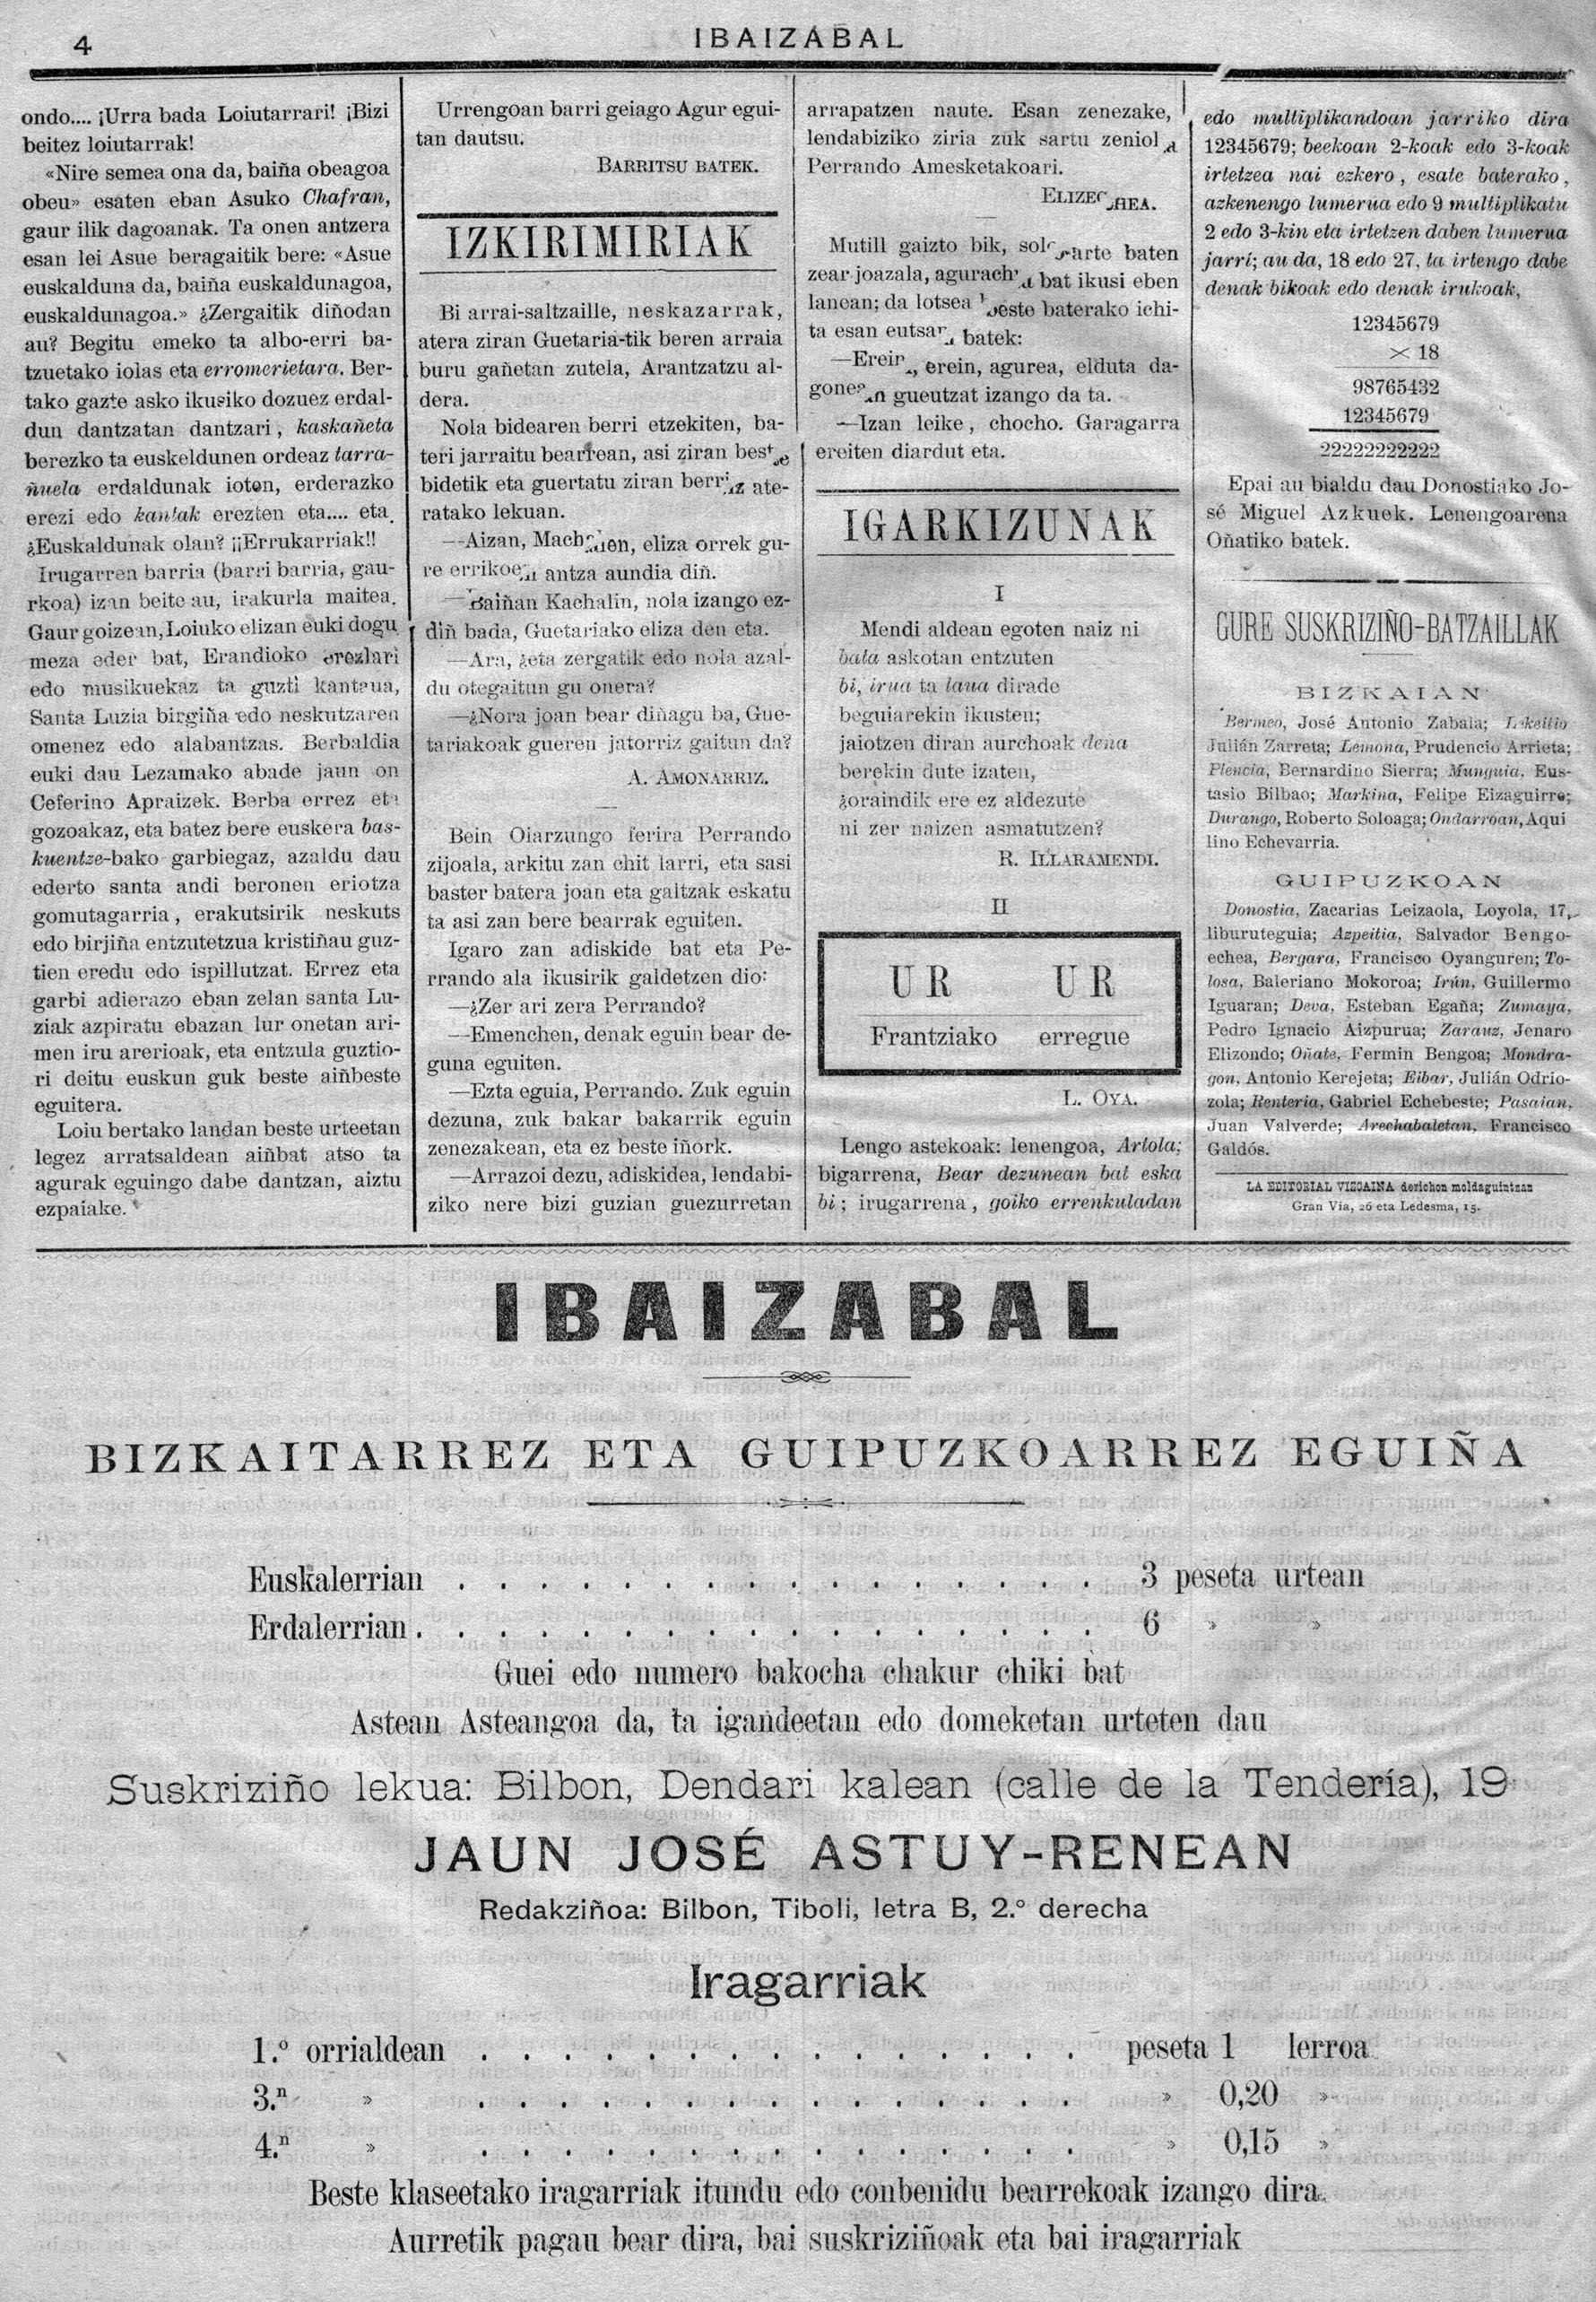 4
IBAIZABAL
ondo.... ¡Urra bada Loiutarrari! ¡Bizi
beitez loiutarrak!
«Nire semea ona da, baiña obeagoa
obeu» esaten eban Asuko Chafran,
gaur ilik dagoanak. Ta onen antzera
esan lei Asue beragaitik bere: «Asue
euskalduna da, baiña euskaldunagoa,
euskaldunagoa.» ¿Zergaitik diñodan
au? Begitu emeko ta albo-erri ba-
tzuetako iolas eta erromerietara. Ber-
tako gazte asko ikusiko dozuez erdal-
dun dantzatan dantzari, kaskañeta
berezko ta euskeldunen ordeaz tarra-
ñuela erdaldunak ioten, erderazko
erezi edo kantak erezten eta.... eta.
¿Euskaldunak olan? ¡¡Errukarriak!!
Irugarren barria (barri barria, gau-
rkoa) izan beite au, irakurla maitea.
Gaur goizean, Loiuko elizan euki dogu
meza eder bat, Erandioko erezlari
edo musikuekaz ta guzti kantaua,
Santa Luzia birgiña edo neskutzaren
omenez edo alabantzas. Berbaldia
euki dau Lezamako abade jaun on
Ceferino Apraizek. Berba errez eta
gozoakaz, eta batez bere euskera bas-
kuentze-bako garbiegaz, azaldu dau
ederto santa andi beronen eriotza
gomutagarria, erakutsirik neskuts
edo birjiña entzutetzua kristiñau guz-
tien eredu edo ispillutzat. Errez eta
garbi adierazo eban zelan santa Lu-
ziak azpiratu ebazan lur onetan ari-
men iru arerioak, eta entzula guztio-
ri deitu euskun guk beste aiñbeste
eguitera.
Loiu bertako landan beste urteetan
legez arratsaldean aiñbat atso ta
agurak eguingo dabe dantzan, aiztu
ezpaiake.
Urrengoan barri geiago Agur egui-
tan dautsu.
BARRITSU BATEK.
IZKIRIMIRIAK
Bi arrai-saltzaille, neskazarrak,
atera ziran Guetaria-tik beren arraia
buru gañetan zutela, Arantzatzu al-
dera.
Nola bidearen berri etzekiten, ba-
teri jarraitu bearrean, asi ziran beste
bidetik eta guertatu ziran berriz ate-
ratako lekuan.
—Aizan, Machalen, eliza orrek gu-
re errikoen antza aundia diñ.
—Baiñan Kachalin, nola izango ez-
diñ bada, Guetariako eliza den eta.
—Ara, ¿eta zergatik edo nola azal-
du otegaitun gu onera?
—¿Nora joan bear diñagu ba, Gue-
tariakoak gueren jatorriz gaitun da?
A. AMONARRIZ.
Bein Oiarzungo ferira Perrando
zijoala, arkitu zan chit larri, eta sasi
baster batera joan eta galtzak eskatu
ta asi zan bere bearrak eguiten.
Igaro zan adiskide bat eta Pe-
rrando ala ikusirik galdetzen dio:
—¿Zer ari zera Perrando?
—Emenchen, denak eguin bear de-
guna eguiten.
—Ezta eguia, Perrando. Zuk eguin
dezuna, zuk bakar bakarrik eguin
zenezakean, eta ez beste iñork.
—Arrazoi dezu, adiskidea, lendabi-
ziko nere bizi guzian guezurretan
arrapatzen naute. Esan zenezake,
lendabiziko ziria zuk sartu zeniola
Perrando Amesketakoari.
Mutill gaizto bik, solo-arte baten
zear joazala, agurach bat ikusi eben
lanean; da lotsea beste baterako ichi-
ta esan eutsan batek:
—Erein, erein, agurea, elduta da-
gonean gueutzat izango da ta.
—Izan leike, chocho. Garagarra
ereiten diardut eta.
IGARKIZUNAK
I
Mendi aldean egoten naiz ni
bata askotan entzuten
bi, irua ta laua dirade
beguiarekin ikusten;
jaiotzen diran aurchoak dena
berekin dute izaten,
¿oraindik ere ez aldezute
ni zer naizen asmatutzen?
R. ILLARAMENDI.
II
UR UR
Frantziako erregue
L. OYA.
Lengo astekoak: lenengoa, Artola;
bigarrena, Bear dezunean bat eska
bi; irugarrena, goiko errenkuladan
edo multiplikandoan jarriko dira
12345679; beekoan 2-koak edo 3-koak
irtetzea nai ezkero, esate baterako,
azkenengo lumerua edo 9 multiplikatu
2 edo 3-kin eta irtetzen daben lumerua
jarri; au da, 18 edo 27, ta irtengo dabe
denak bikoak edo denak irukoak,
12345679
× 18
98765432
12345679
22222222222
Epai au bialdu dau Donostiako Jo-
sé Miguel Azkuek. Lenengoarena
Oñatiko batek.
GURE SUSKRIZIÑO-BATZAILLAK
BIZKAIAN
Bermeo, José Antonio Zabala; Lekeitio
Julián Zarreta; Lemona, Prudencio Arrieta;
Plencia, Bernardino Sierra; Munguia, Eus-
tasio Bilbao; Markina, Felipe Eizaguirre;
Durango, Roberto Soloaga; Ondarroan, Aqui
lino Echevarria.
GUIPUZKOAN
Donostia, Zacarias Leizaola, Loyola, 17,
liburuteguia; Azpeitia, Salvador Bengo-
echea, Bergara, Francisco Oyanguren; To-
losa, Baleriano Mokoroa; Irún, Guillermo
Iguaran; Deva, Esteban Egaña; Zumaya,
Pedro Ignacio Aizpurua; Zarauz, Jenaro
Elizondo; Oñate, Fermin Bengoa; Mondra-
gon, Antonio Kerejeta; Eibar, Julián Odrio-
zola; Renteria, Gabriel Echebeste; Pasaian,
Juan Valverde; Arechabaletan, Francisco
Galdós.
LA EDITORIAL VIZCAINA derichon moldaguintzan
Gran Vía, 26 eta Ledesma, 15.
IBAIZABAL
BIZKAITARREZ ETA GUIPUZKOARREZ EGUIÑA
Euskalerrian . . . . . . . . . . . . . . . . 3 peseta urtean
Erdalerrian . . . . . . . . . . . . . . . . . 6 » »
Guei edo numero bakocha chakur chiki bat
Astean Asteangoa da, ta igandeetan edo domeketan urteten dau
Suskriziño lekua: Bilbon, Dendari kalean (calle de la Tendería), 19
JAUN JOSÉ ASTUY-RENEAN
Redakziñoa: Bilbon, Tiboli, letra B, 2.º derecha
Iragarriak
1.º orrialdean . . . . . . . . . . . . . . . peseta 1 lerroa
3.n » . . . . . . . . . . . . . . . » 0,20 »
4.n » . . . . . . . . . . . . . . . » 0,15 »
Beste klaseetako iragarriak itundu edo conbenidu bearrekoak izango dira.
Aurretik pagau bear dira, bai suskriziñoak eta bai iragarriak